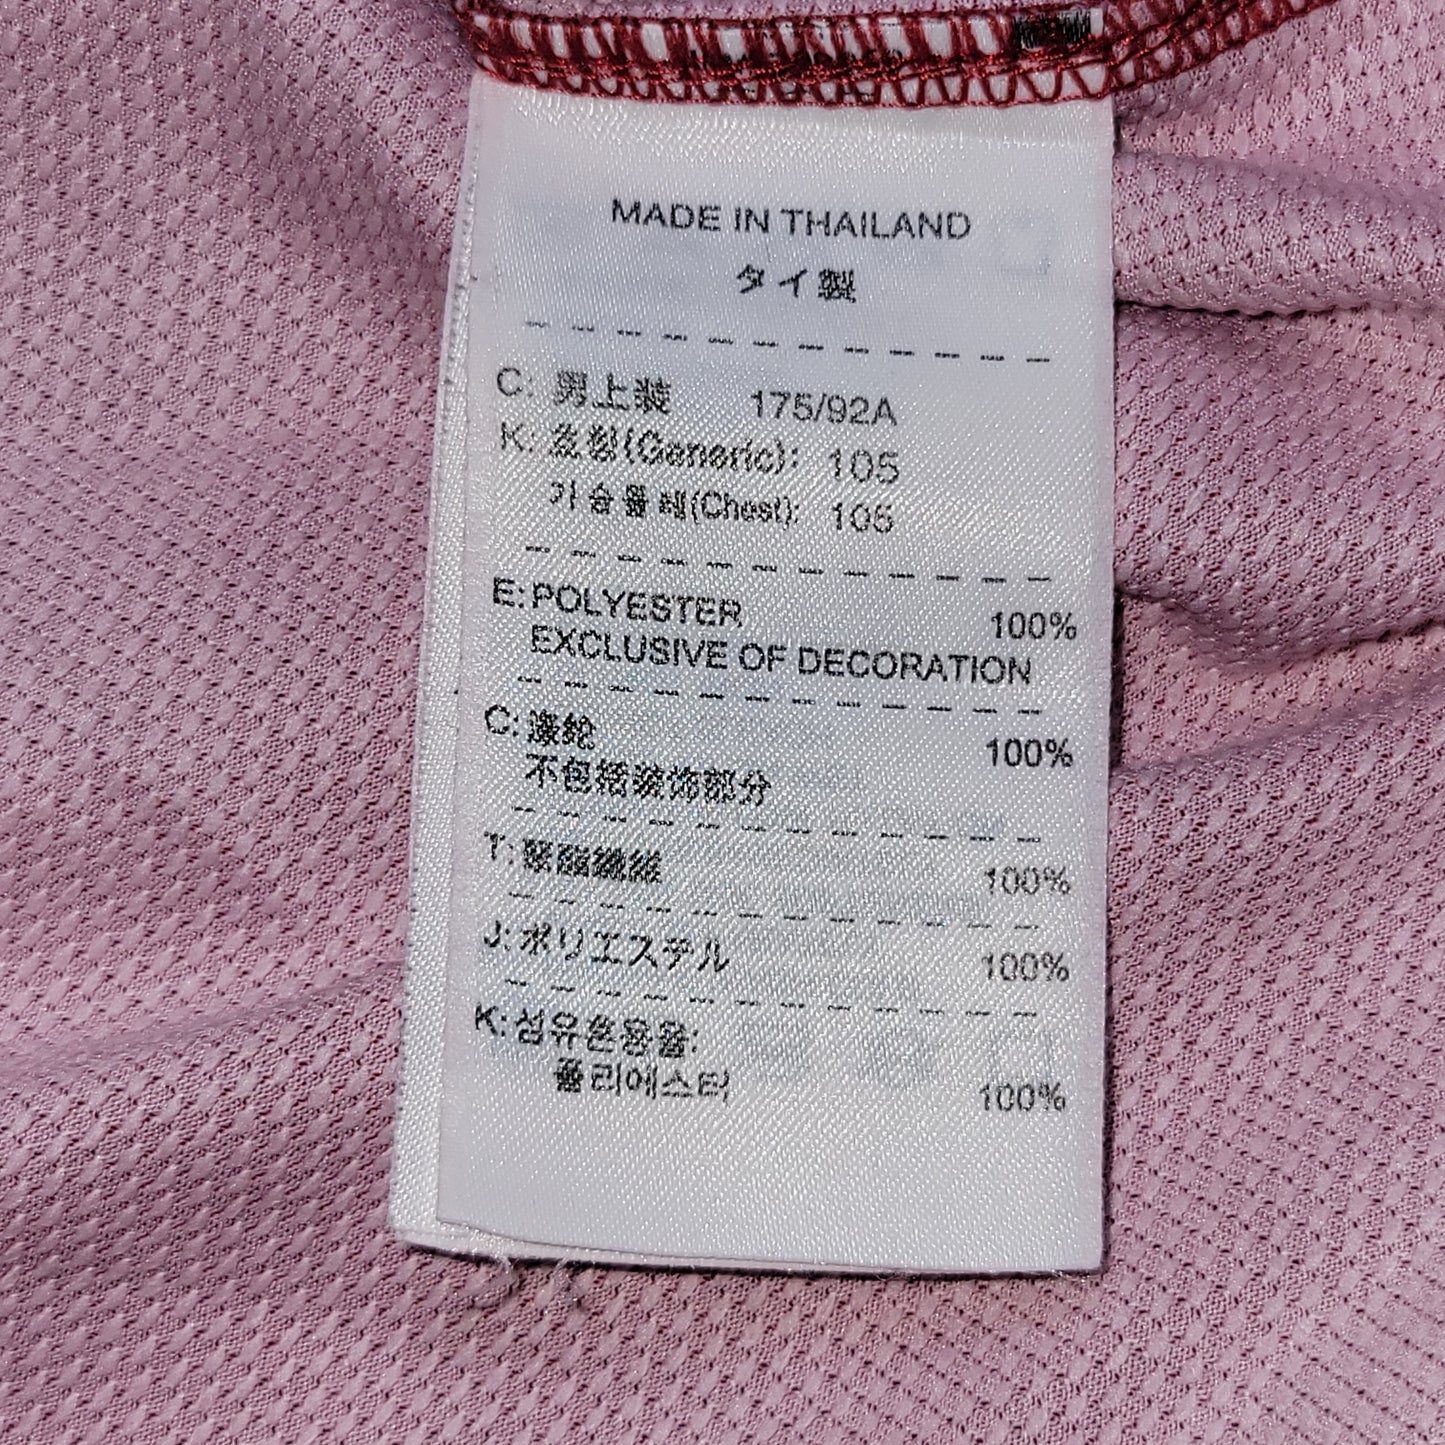 MADE IN THAILAND
タイ製
C: 男上装 175/92A
K: 호칭(Generic): 105
가슴둘레(Chest): 105
E: POLYESTER 100%
EXCLUSIVE OF DECORATION
C: 涤纶 100%
不包括装饰部分
T: 聚酯纖維 100%
J: ポリエステル 100%
K: 섬유혼용율:
폴리에스터 100%